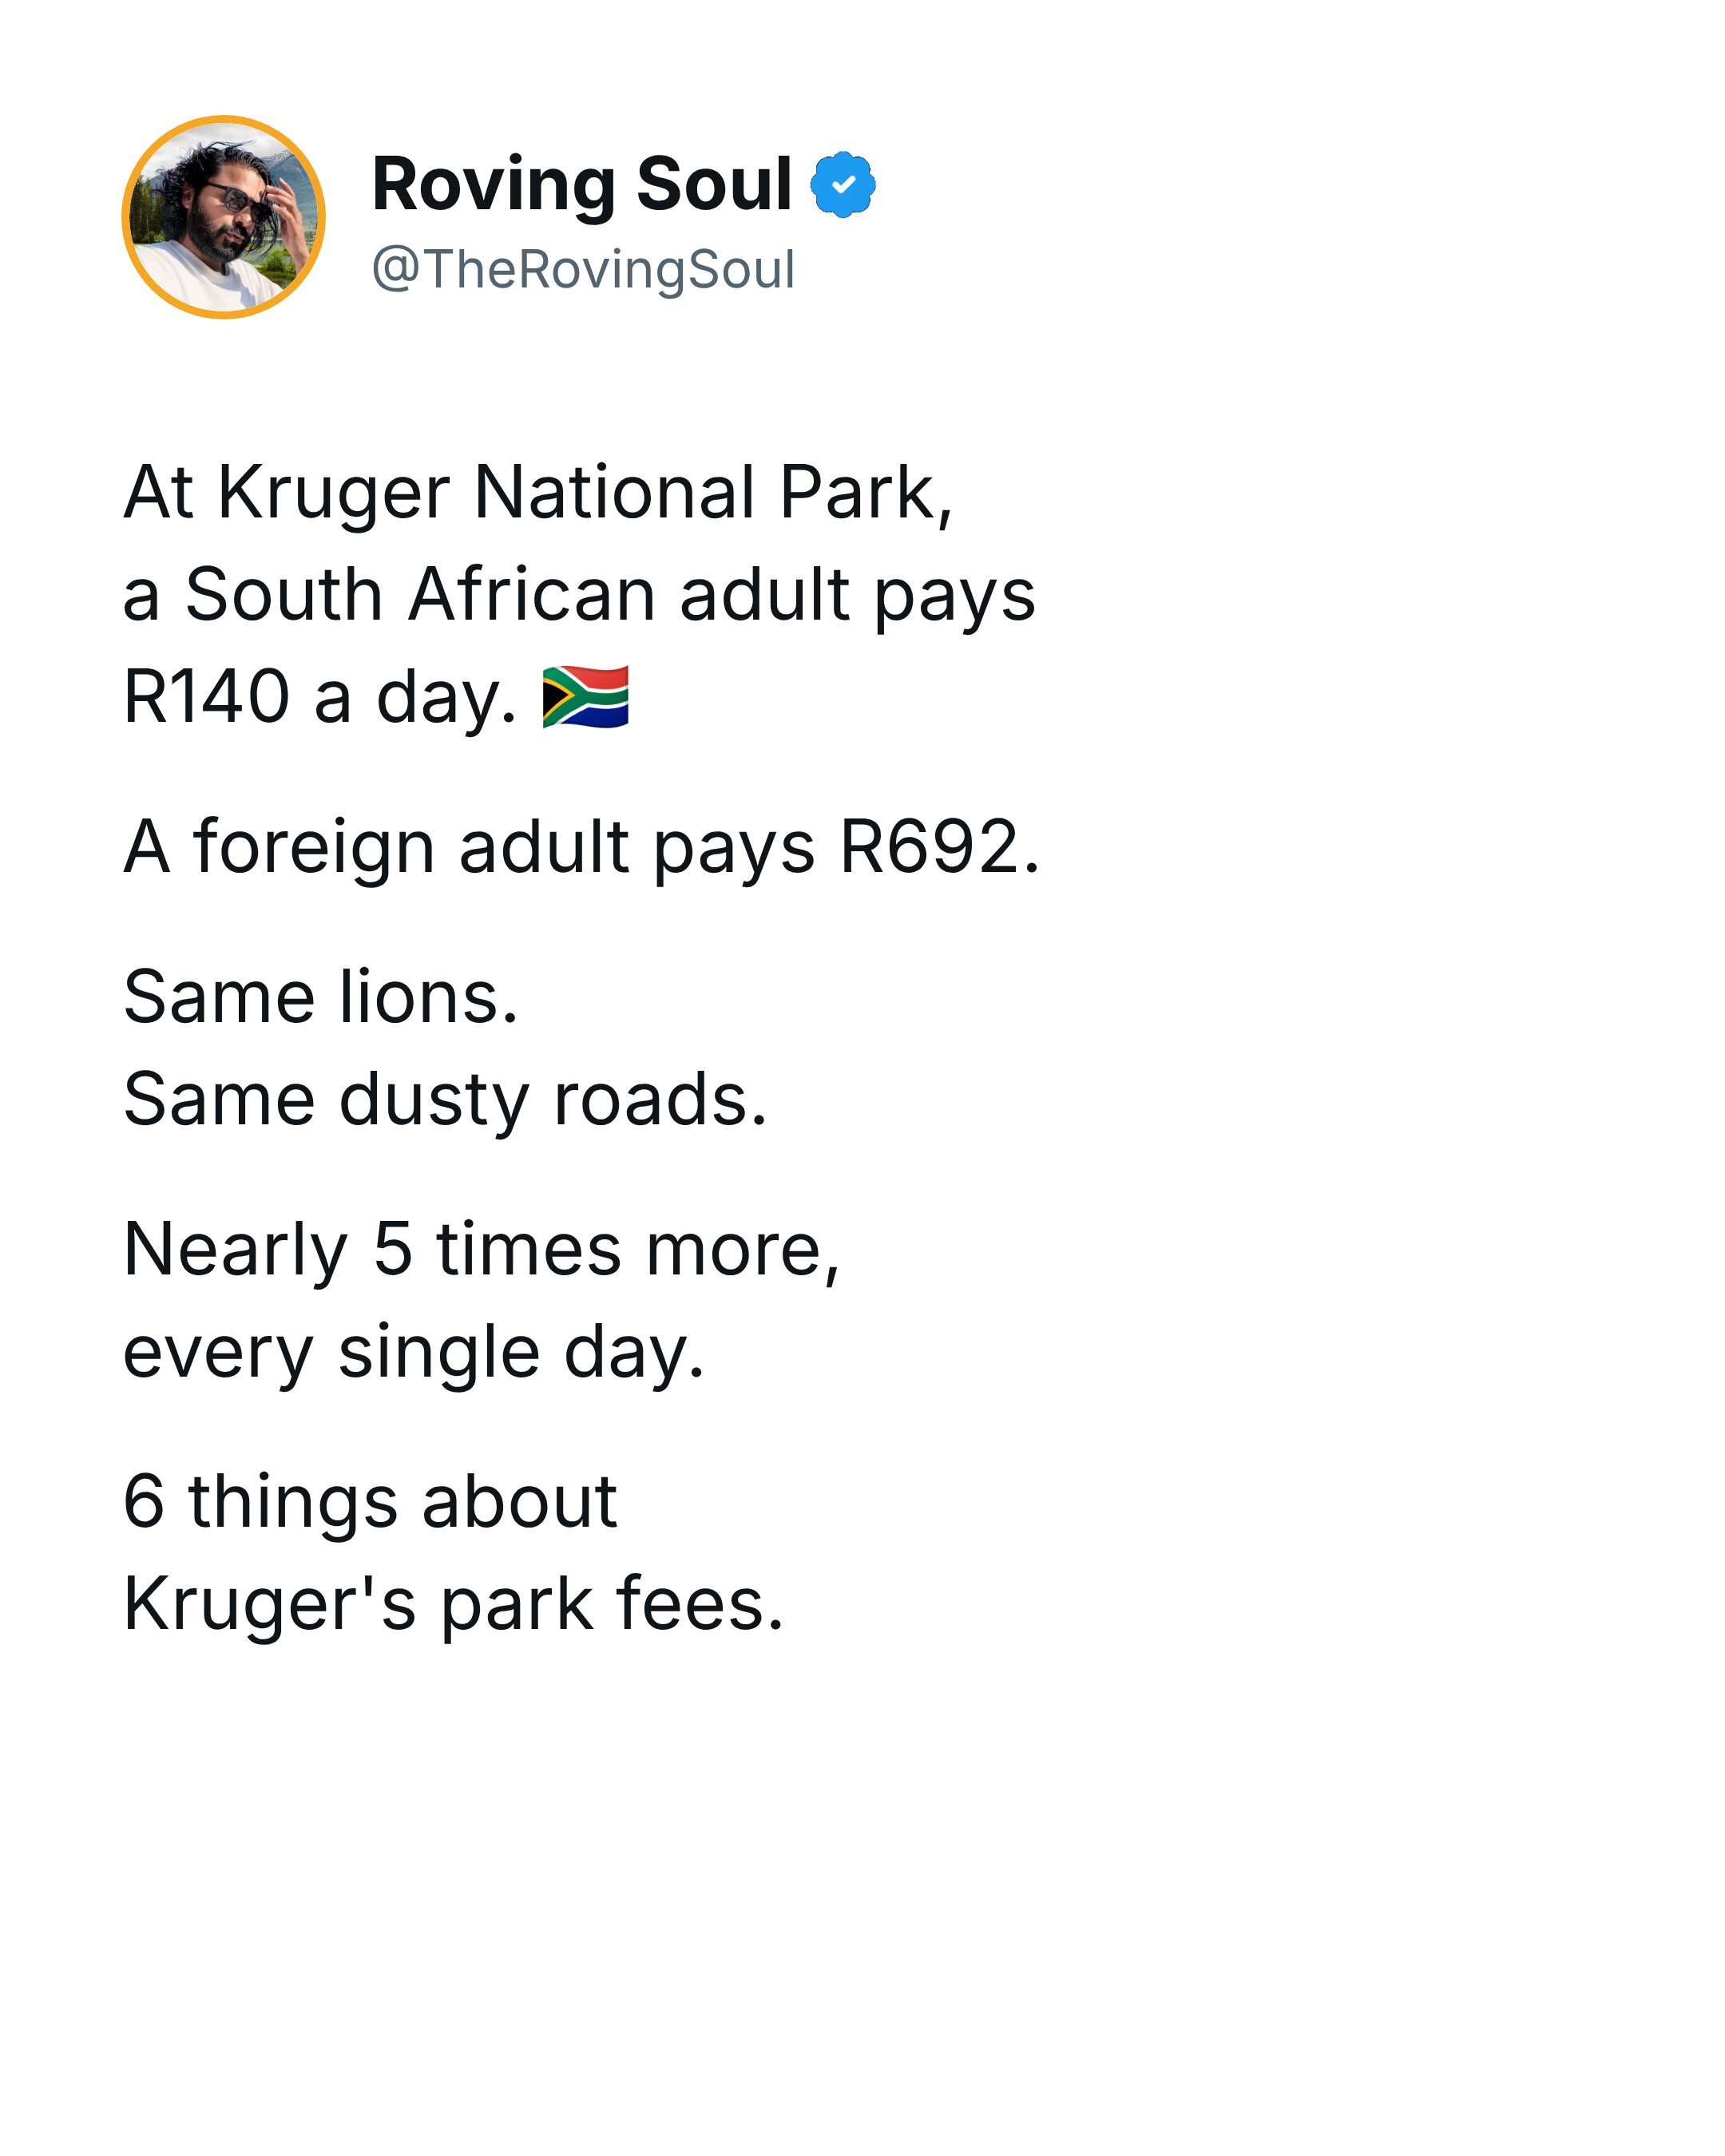 Roving Soul
@TheRovingSoul
At Kruger National Park,
a South African adult pays
R140 a day. 🇿🇦
A foreign adult pays R692.
Same lions.
Same dusty roads.
Nearly 5 times more,
every single day.
6 things about
Kruger's park fees.